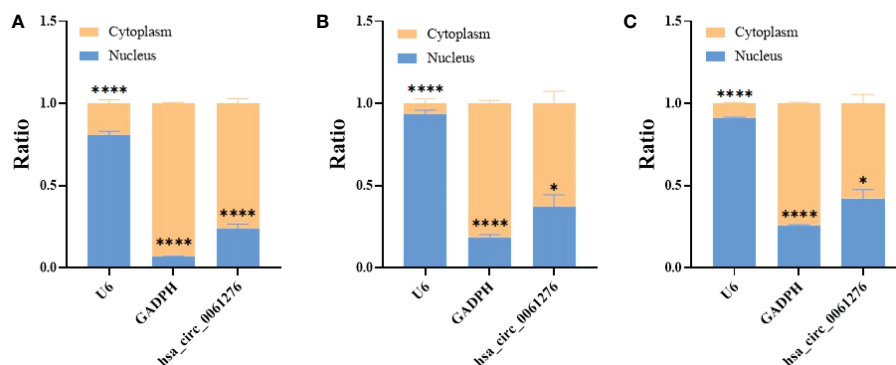 A
1.5
1.0
0.5
0.0
Ratio
Cytoplasm
Nucleus
****
****
****
U6
GADPH
hsa_circ_0061276
B
1.5
1.0
0.5
0.0
Ratio
Cytoplasm
Nucleus
****
****
*
U6
GADPH
hsa_circ_0061276
C
1.5
1.0
0.5
0.0
Ratio
Cytoplasm
Nucleus
****
****
*
U6
GADPH
hsa_circ_0061276